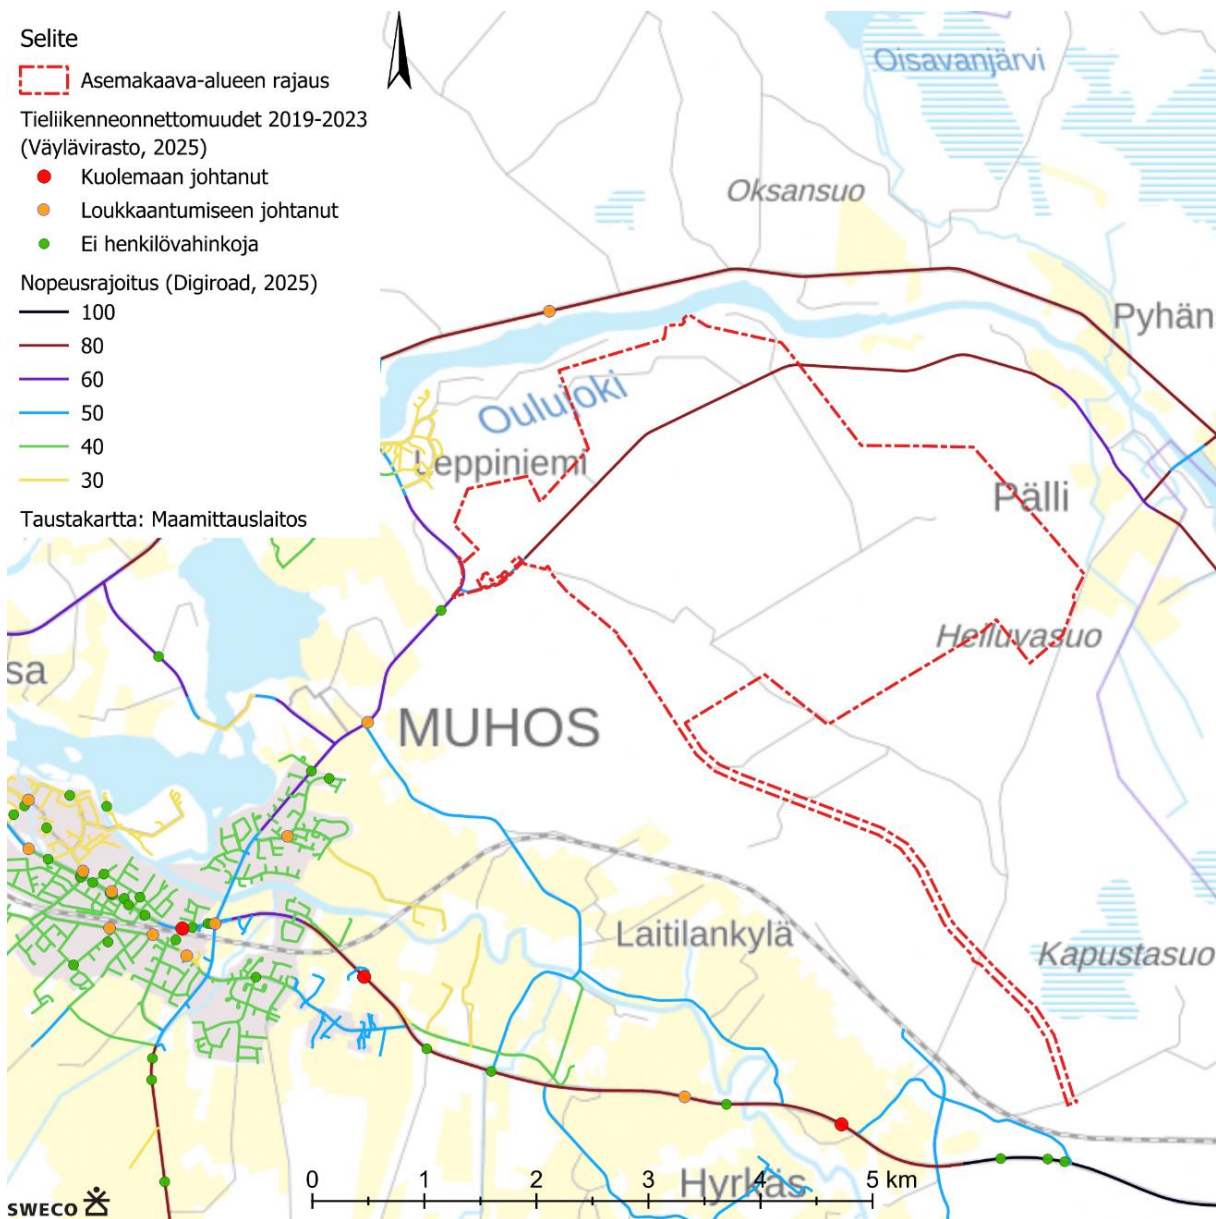 Selite
Asemakaava-alueen rajaus
Tieliikenneonnettomuudet 2019-2023
(Väylävirasto, 2025)
Kuolemaan johtanut
Loukkaantumiseen johtanut
Ei henkilövahinkoja
Nopeusrajoitus (Digiroad, 2025)
100
80
60
50
40
30
Taustakartta: Maamittauslaitos
Oisavanjärvi
Oksansuo
Pyhän
Oulujoki
Leppiniemi
Pälli
Heiluvasuo
sa
MUHOS
Laitilankylä
Kapustasuo
Hyrkäs
0 1 2 3 4 5 km
SWECO